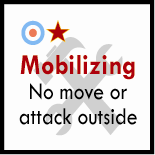 Mobilizing
No move or
attack outside